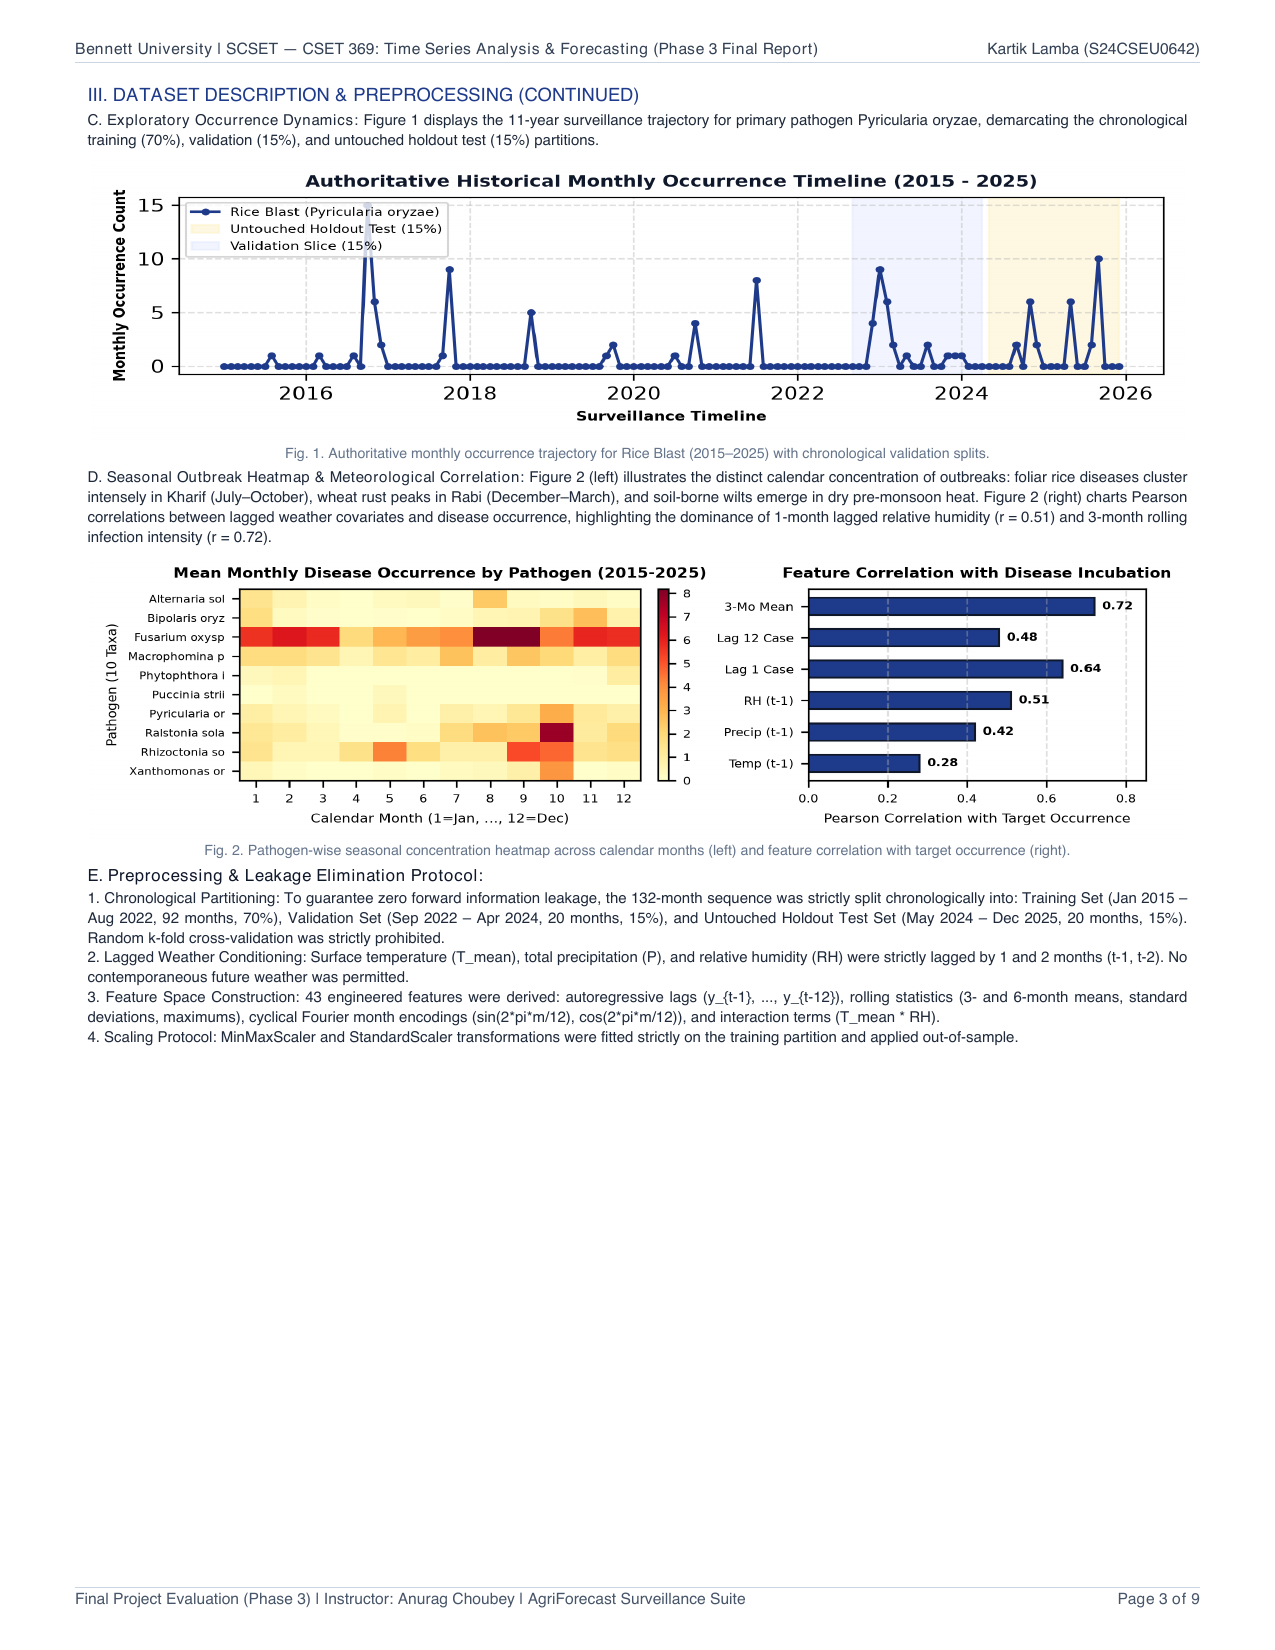 Bennett University | SCSET — CSET 369: Time Series Analysis & Forecasting (Phase 3 Final Report)
Kartik Lamba (S24CSEU0642)
III. DATASET DESCRIPTION & PREPROCESSING (CONTINUED)
C. Exploratory Occurrence Dynamics: Figure 1 displays the 11-year surveillance trajectory for primary pathogen Pyricularia oryzae, demarcating the chronological
training (70%), validation (15%), and untouched holdout test (15%) partitions.
Authoritative Historical Monthly Occurrence Timeline (2015 - 2025)
Monthly Occurrence Count
15
10
5
0
Rice Blast (Pyricularia oryzae)
Untouched Holdout Test (15%)
Validation Slice (15%)
2016 2018 2020 2022 2024 2026
Surveillance Timeline
Fig. 1. Authoritative monthly occurrence trajectory for Rice Blast (2015–2025) with chronological validation splits.
D. Seasonal Outbreak Heatmap & Meteorological Correlation: Figure 2 (left) illustrates the distinct calendar concentration of outbreaks: foliar rice diseases cluster
intensely in Kharif (July–October), wheat rust peaks in Rabi (December–March), and soil-borne wilts emerge in dry pre-monsoon heat. Figure 2 (right) charts Pearson
correlations between lagged weather covariates and disease occurrence, highlighting the dominance of 1-month lagged relative humidity (r = 0.51) and 3-month rolling
infection intensity (r = 0.72).
Mean Monthly Disease Occurrence by Pathogen (2015-2025)
Pathogen (10 Taxa)
Alternaria sol
Bipolaris oryz
Fusarium oxysp
Macrophomina p
Phytophthora i
Puccinia strii
Pyricularia or
Ralstonia sola
Rhizoctonia so
Xanthomonas or
1 2 3 4 5 6 7 8 9 10 11 12
Calendar Month (1=Jan, ..., 12=Dec)
8
7
6
5
4
3
2
1
0
Feature Correlation with Disease Incubation
3-Mo Mean 0.72
Lag 12 Case 0.48
Lag 1 Case 0.64
RH (t-1) 0.51
Precip (t-1) 0.42
Temp (t-1) 0.28
0.0 0.2 0.4 0.6 0.8
Pearson Correlation with Target Occurrence
Fig. 2. Pathogen-wise seasonal concentration heatmap across calendar months (left) and feature correlation with target occurrence (right).
E. Preprocessing & Leakage Elimination Protocol:
1. Chronological Partitioning: To guarantee zero forward information leakage, the 132-month sequence was strictly split chronologically into: Training Set (Jan 2015 –
Aug 2022, 92 months, 70%), Validation Set (Sep 2022 – Apr 2024, 20 months, 15%), and Untouched Holdout Test Set (May 2024 – Dec 2025, 20 months, 15%).
Random k-fold cross-validation was strictly prohibited.
2. Lagged Weather Conditioning: Surface temperature (T_mean), total precipitation (P), and relative humidity (RH) were strictly lagged by 1 and 2 months (t-1, t-2). No
contemporaneous future weather was permitted.
3. Feature Space Construction: 43 engineered features were derived: autoregressive lags (y_{t-1}, ..., y_{t-12}), rolling statistics (3- and 6-month means, standard
deviations, maximums), cyclical Fourier month encodings (sin(2*pi*m/12), cos(2*pi*m/12)), and interaction terms (T_mean * RH).
4. Scaling Protocol: MinMaxScaler and StandardScaler transformations were fitted strictly on the training partition and applied out-of-sample.
Final Project Evaluation (Phase 3) | Instructor: Anurag Choubey | AgriForecast Surveillance Suite
Page 3 of 9